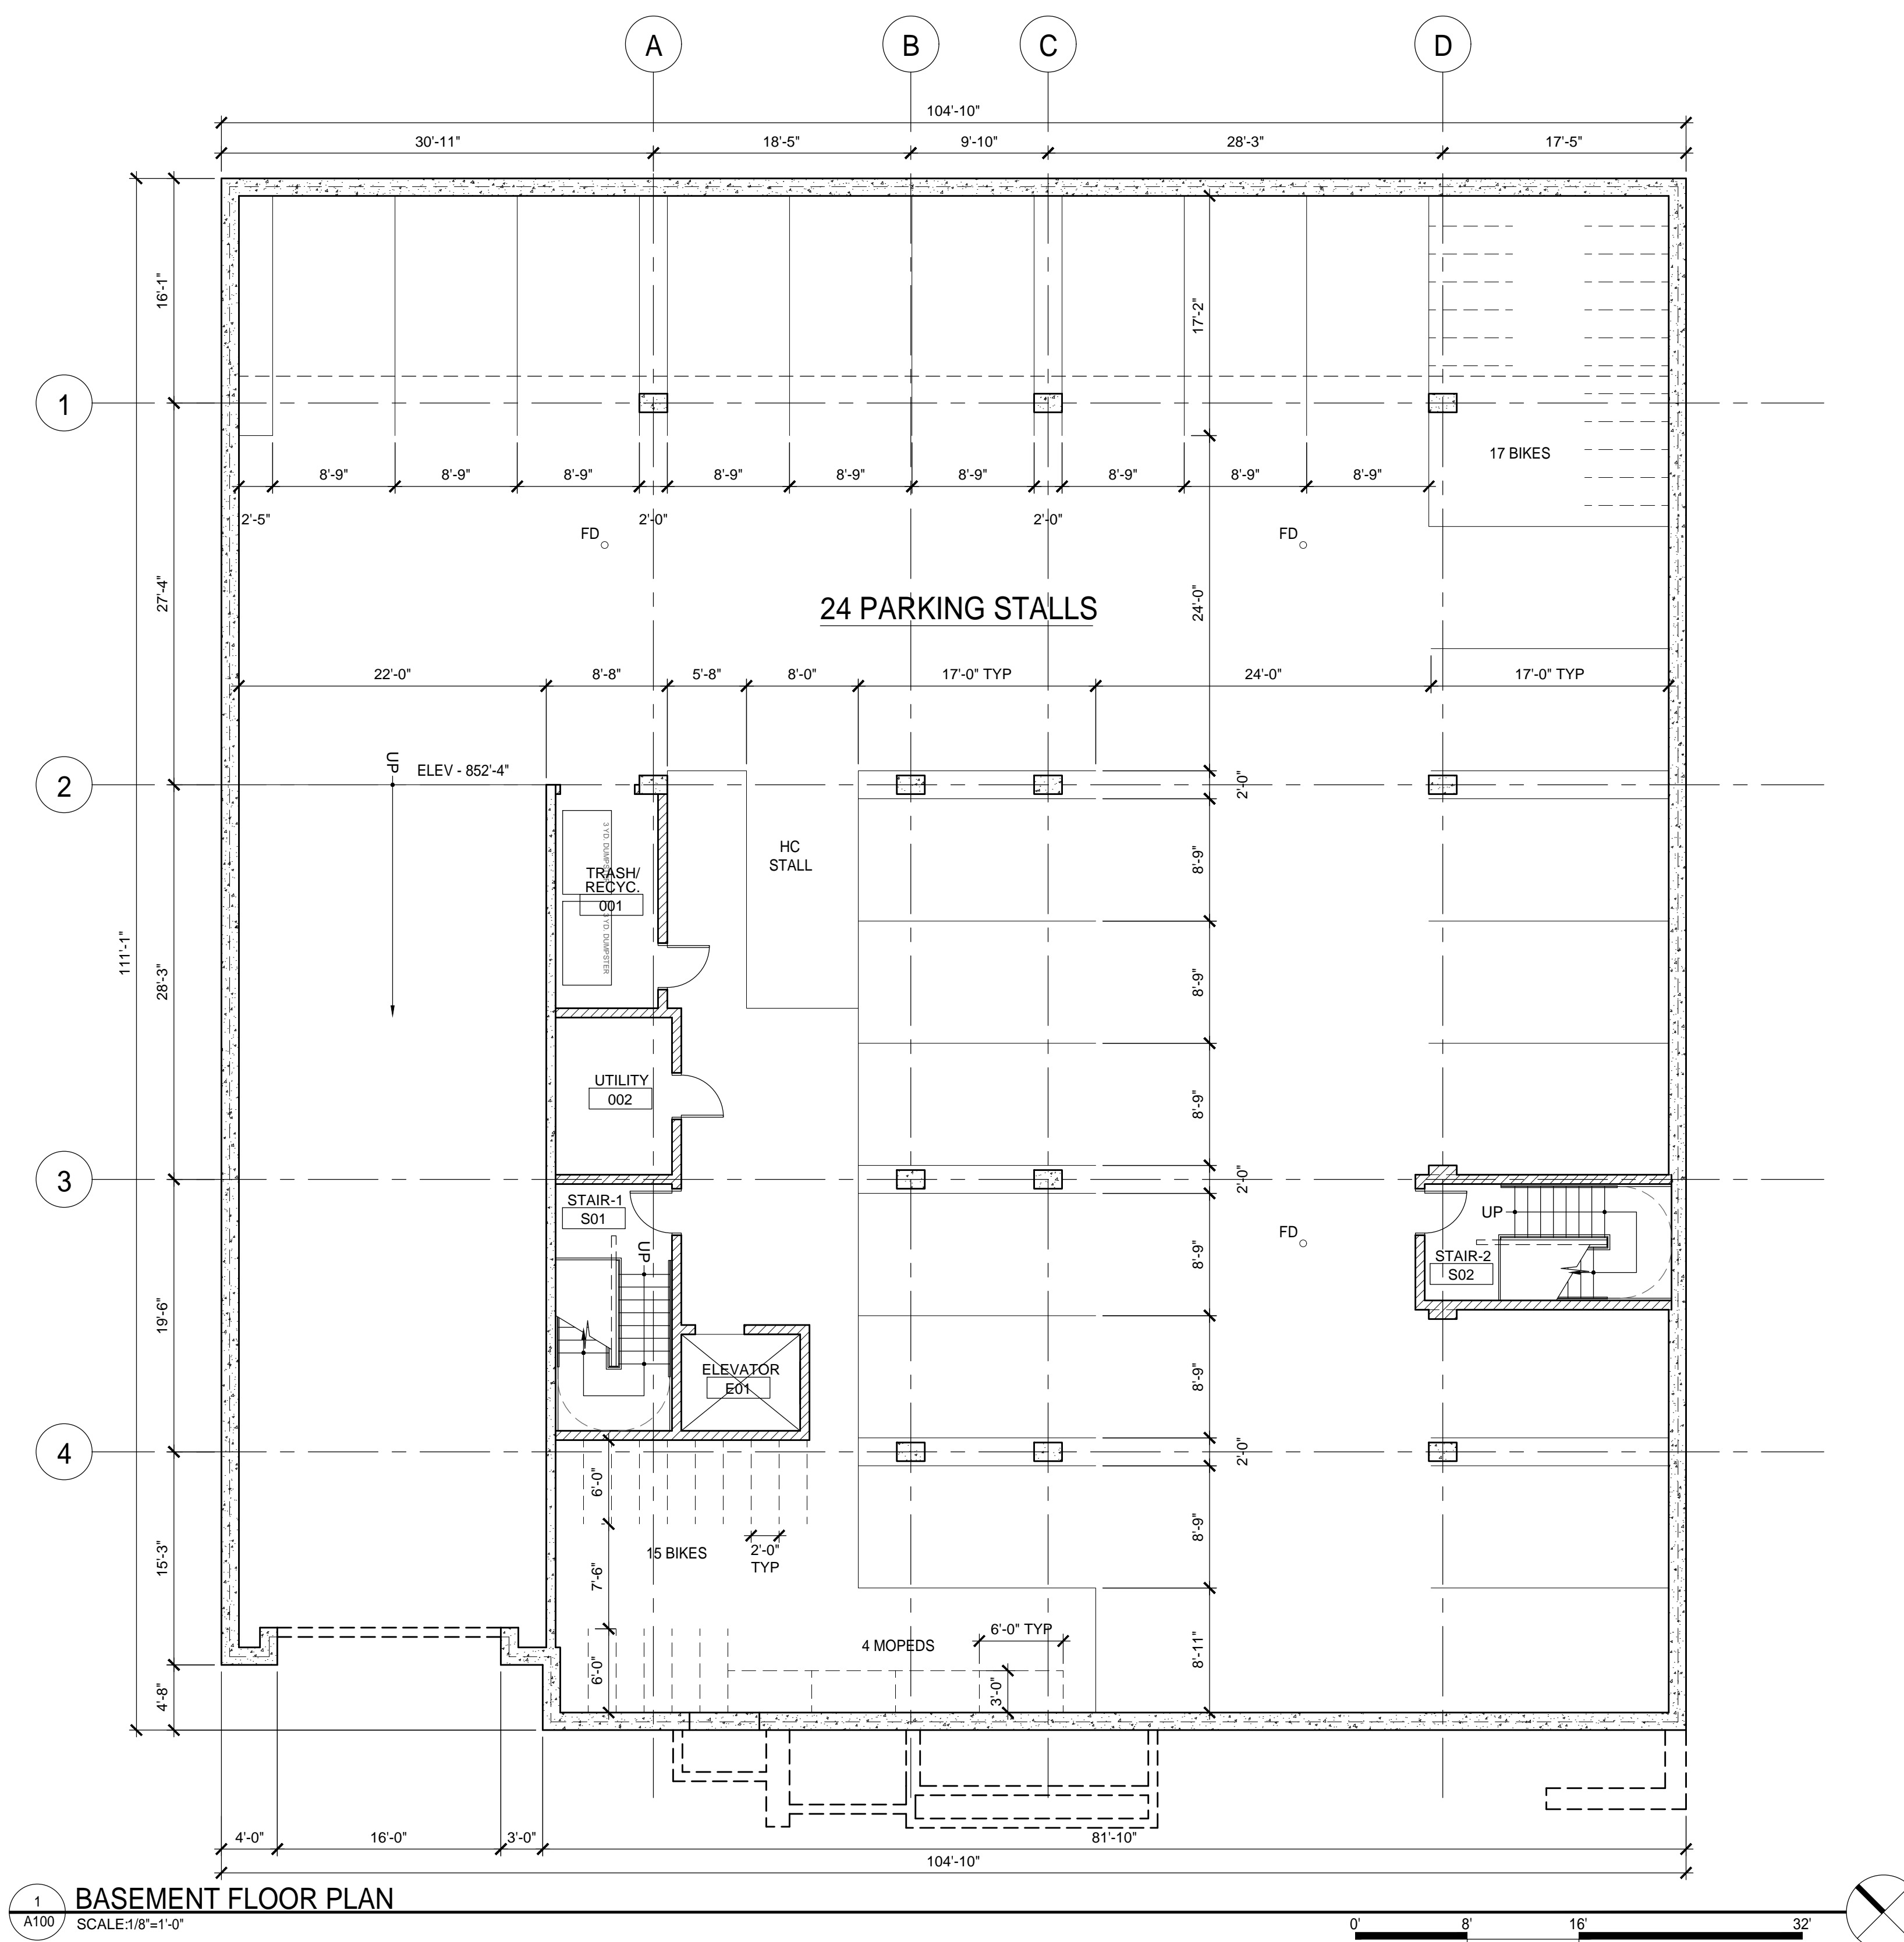 A
B
C
D
104'-10"
30'-11"
18'-5"
9'-10"
28'-3"
17'-5"
16'-1"
17'-2"
1
17 BIKES
8'-9"
8'-9"
8'-9"
8'-9"
8'-9"
8'-9"
8'-9"
8'-9"
8'-9"
2'-5"
2'-0"
2'-0"
FD
FD
27'-4"
24'-0"
24 PARKING STALLS
22'-0"
8'-8"
5'-8"
8'-0"
17'-0" TYP
24'-0"
17'-0" TYP
UP
ELEV - 852'-4"
2
2'-0"
3 YD. DUMPSTER
HC
STALL
8'-9"
TRASH/
RECYC.
001
3 YD. DUMPSTER
111'-1"
28'-3"
8'-9"
UTILITY
002
8'-9"
3
2'-0"
STAIR-1
S01
UP
UP
FD
8'-9"
STAIR-2
S02
19'-6"
ELEVATOR
E01
8'-9"
4
2'-0"
6'-0"
15'-3"
15 BIKES
2'-0"
TYP
8'-9"
7'-6"
6'-0" TYP
4 MOPEDS
8'-11"
6'-0"
3'-0"
4'-8"
4'-0"
16'-0"
3'-0"
81'-10"
104'-10"
1
A100
BASEMENT FLOOR PLAN
SCALE:1/8"=1'-0"
0'
8'
16'
32'